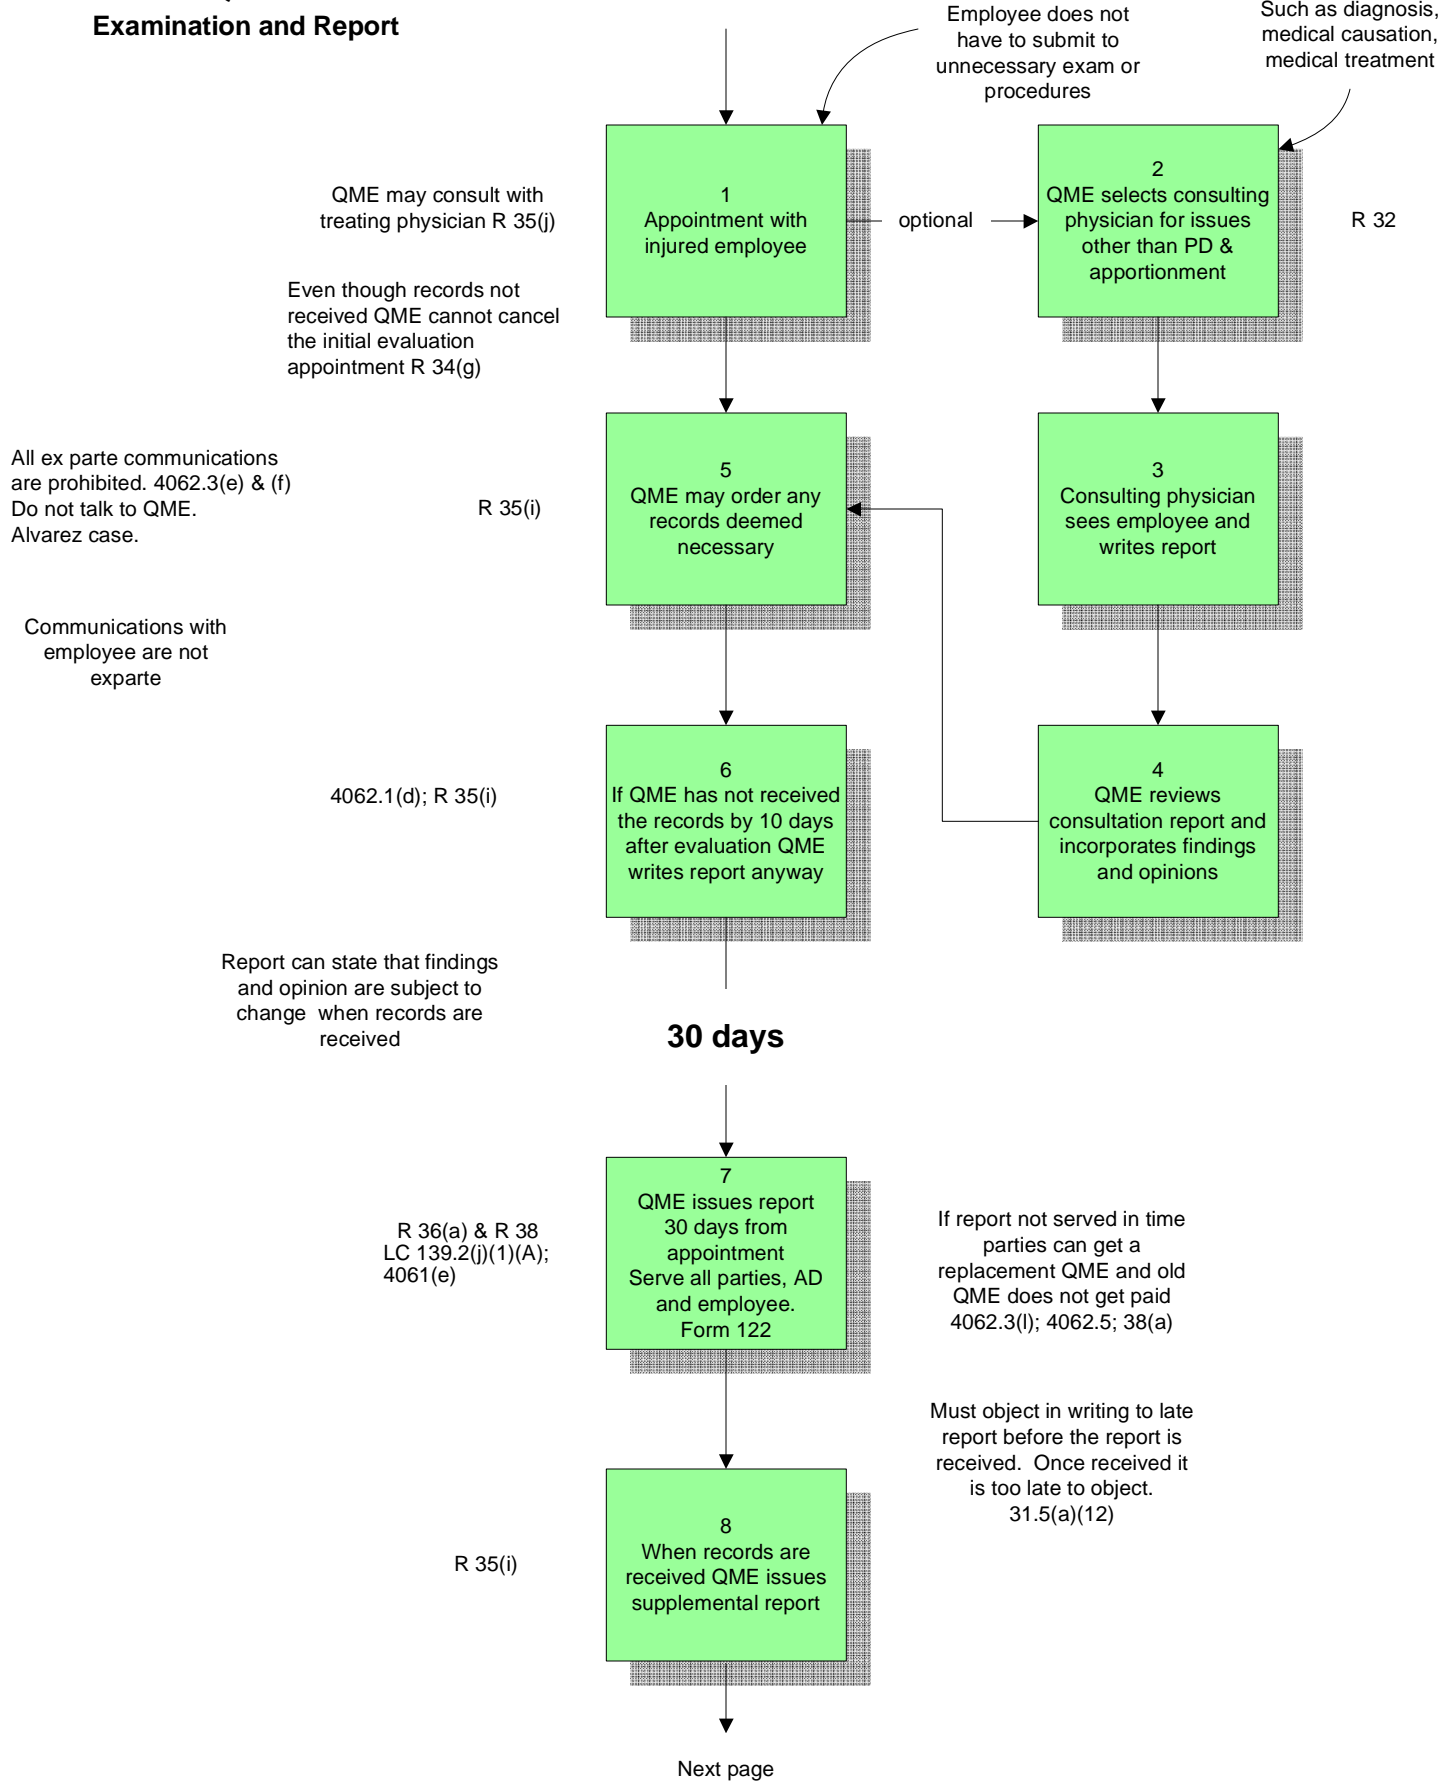 Examination and Report
Employee does not
have to submit to
unnecessary exam or
procedures
Such as diagnosis,
medical causation,
medical treatment
QME may consult with
treating physician R 35(j)
1
Appointment with
injured employee
optional
2
QME selects consulting
physician for issues
other than PD &
apportionment
R 32
Even though records not
received QME cannot cancel
the initial evaluation
appointment R 34(g)
All ex parte communications
are prohibited. 4062.3(e) & (f)
Do not talk to QME.
Alvarez case.
R 35(i)
5
QME may order any
records deemed
necessary
3
Consulting physician
sees employee and
writes report
Communications with
employee are not
exparte
4062.1(d); R 35(i)
6
If QME has not received
the records by 10 days
after evaluation QME
writes report anyway
4
QME reviews
consultation report and
incorporates findings
and opinions
Report can state that findings
and opinion are subject to
change when records are
received
30 days
R 36(a) & R 38
LC 139.2(j)(1)(A);
4061(e)
7
QME issues report
30 days from
appointment
Serve all parties, AD
and employee.
Form 122
If report not served in time
parties can get a
replacement QME and old
QME does not get paid
4062.3(l); 4062.5; 38(a)
Must object in writing to late
report before the report is
received. Once received it
is too late to object.
31.5(a)(12)
R 35(i)
8
When records are
received QME issues
supplemental report
Next page